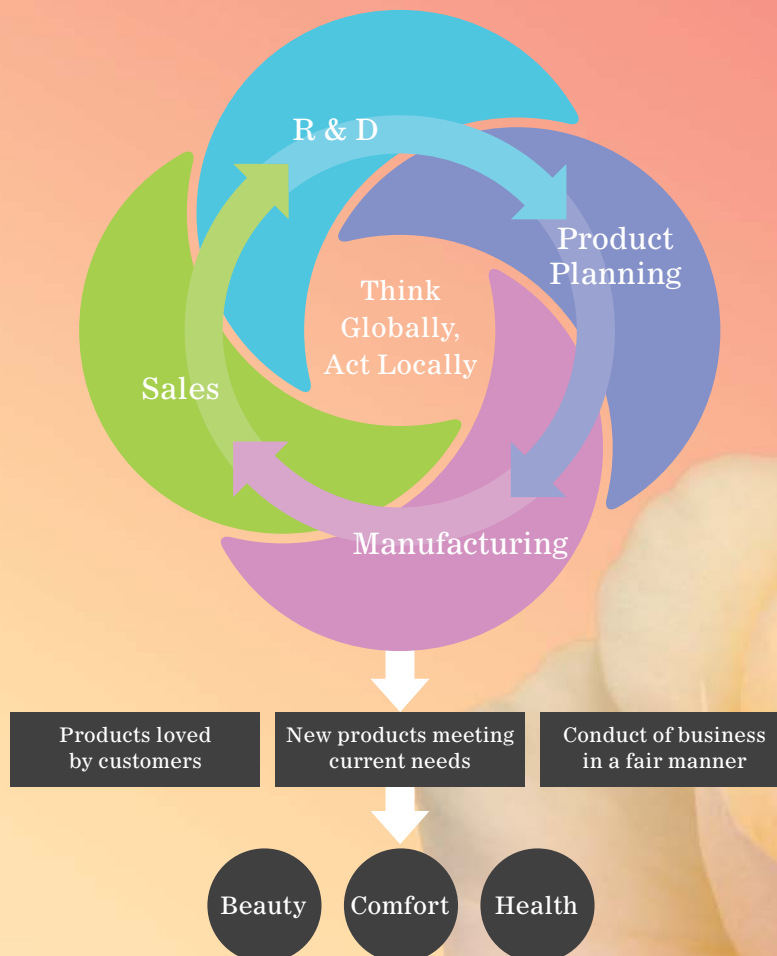 R & D
Product
Planning
Think
Globally,
Act Locally
Sales
Manufacturing
Products loved
by customers
New products meeting
current needs
Conduct of business
in a fair manner
Beauty
Comfort
Health